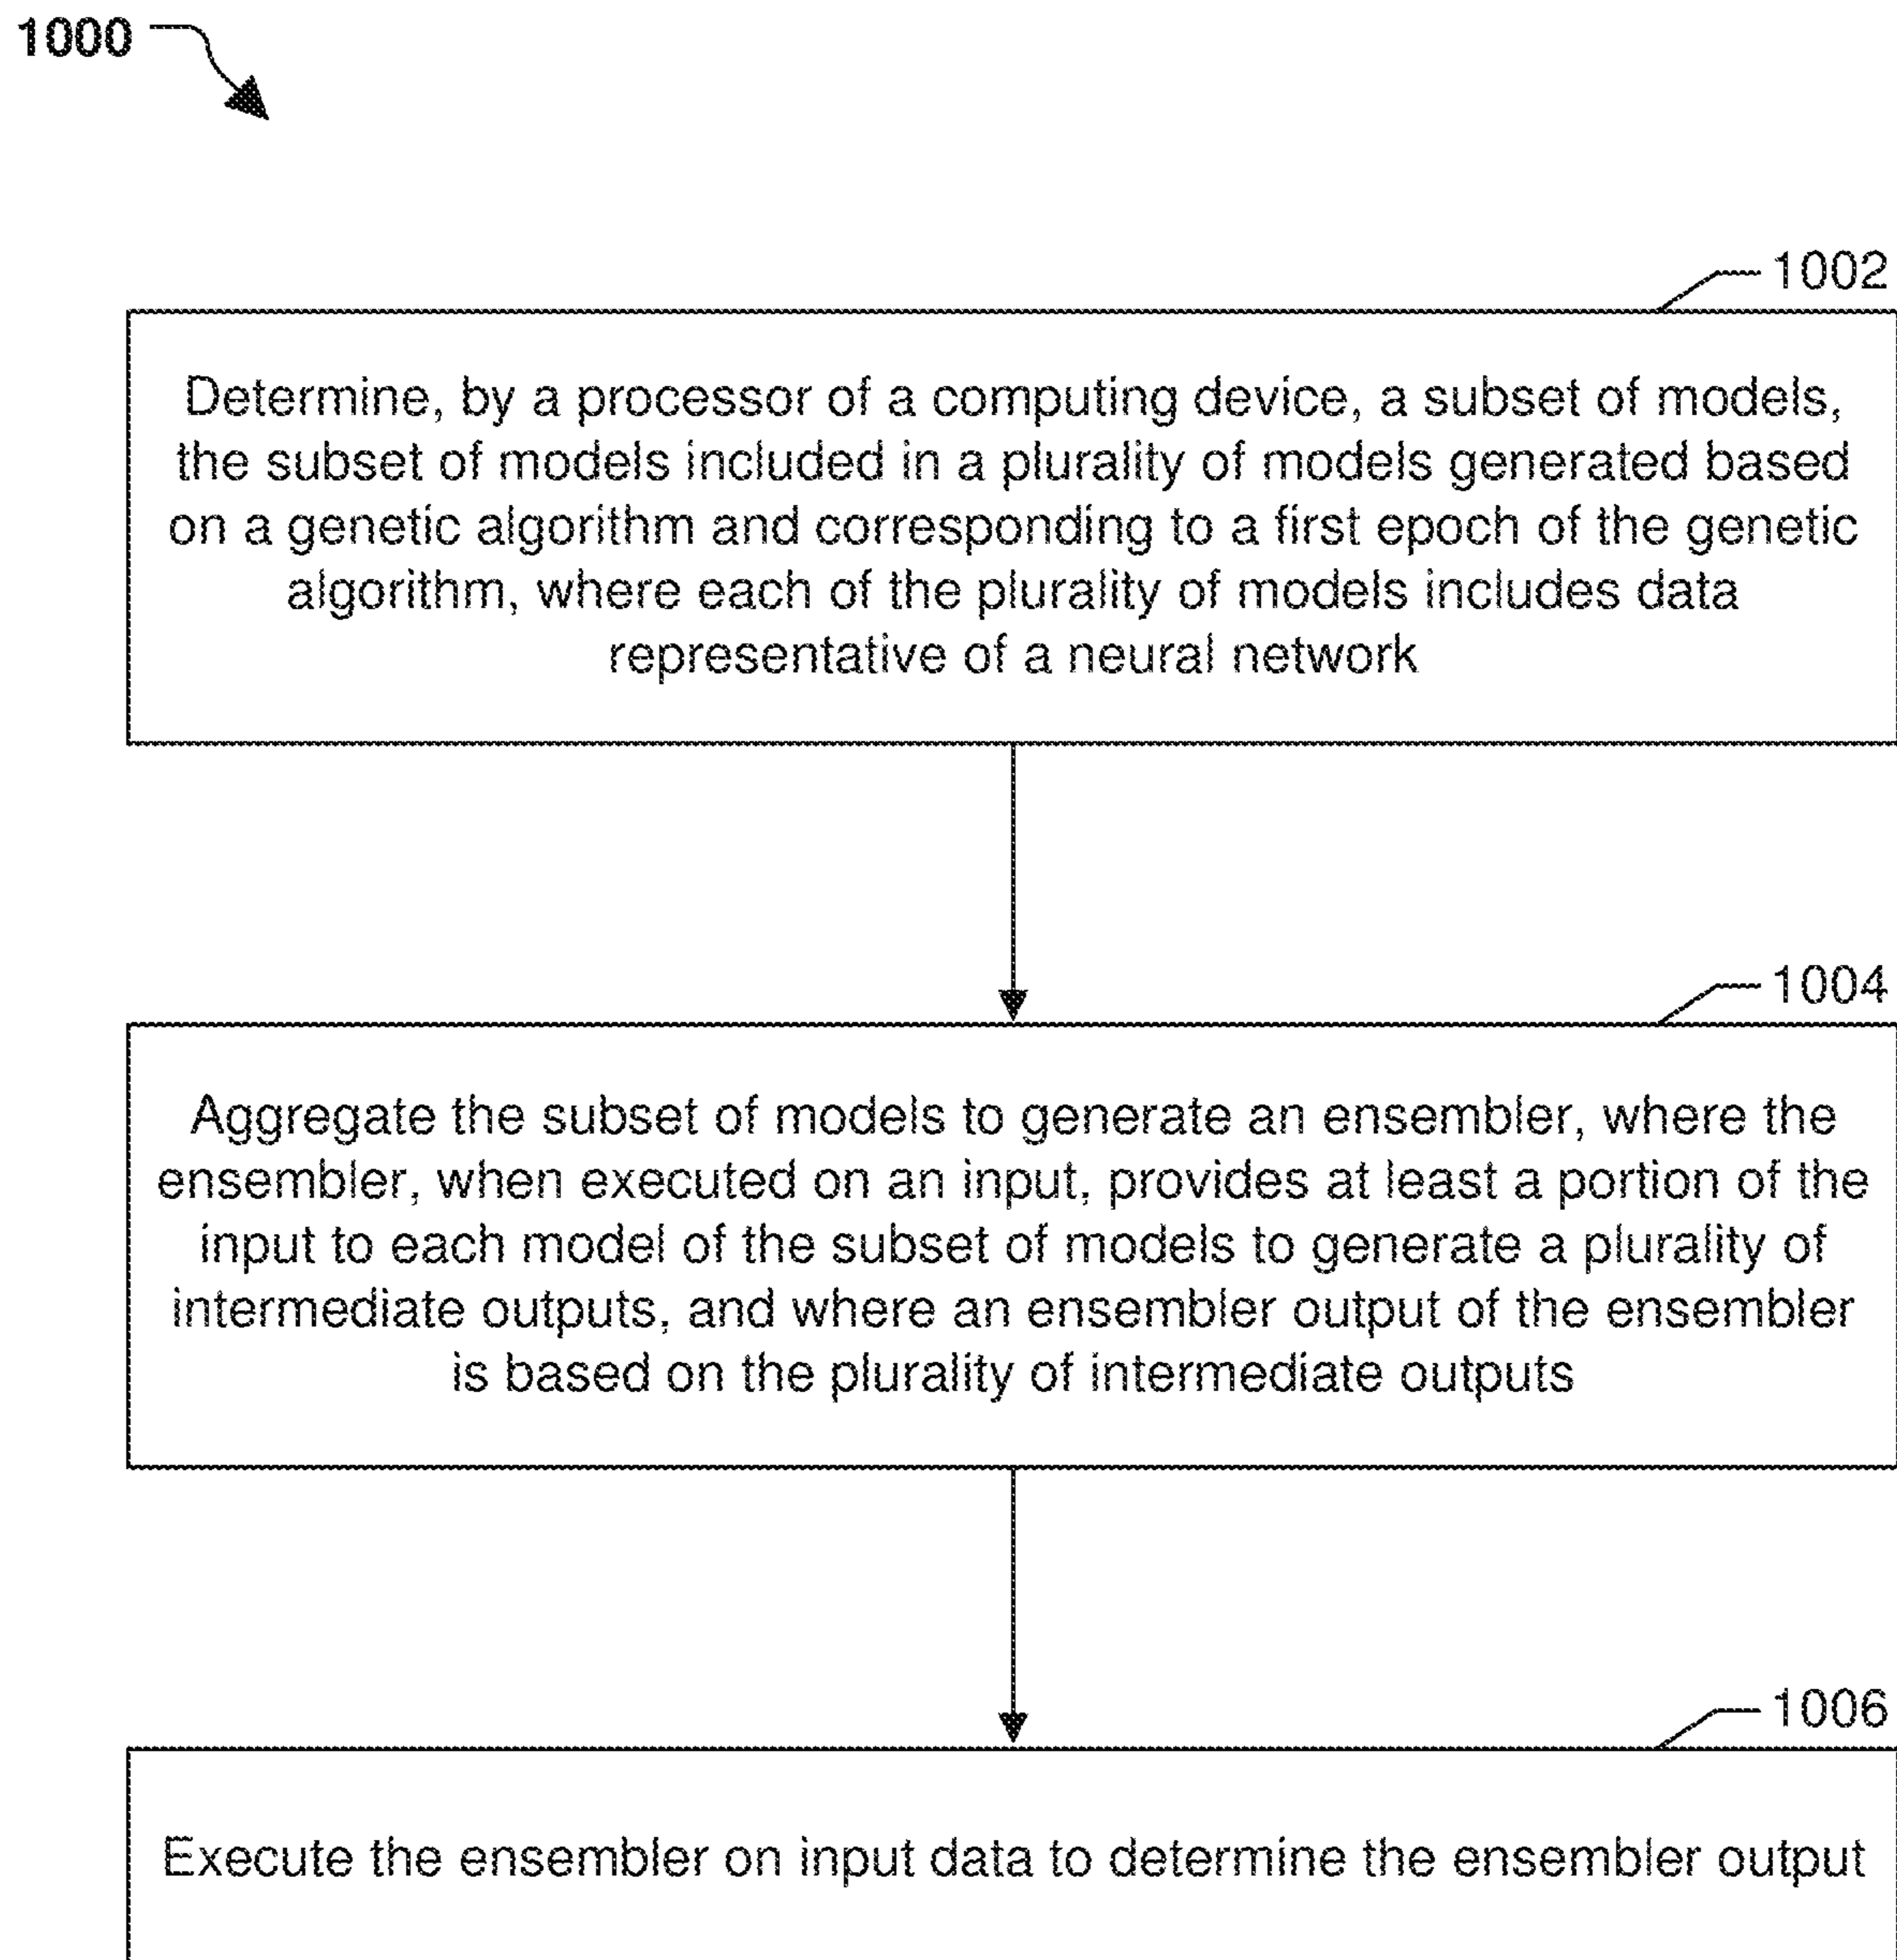 1000
1002
Determine, by a processor of a computing device, a subset of models,
the subset of models included in a plurality of models generated based
on a genetic algorithm and corresponding to a first epoch of the genetic
algorithm, where each of the plurality of models includes data
representative of a neural network
1004
Aggregate the subset of models to generate an ensembler, where the
ensembler, when executed on an input, provides at least a portion of the
input to each model of the subset of models to generate a plurality of
intermediate outputs, and where an ensembler output of the ensembler
is based on the plurality of intermediate outputs
1006
Execute the ensembler on input data to determine the ensembler output